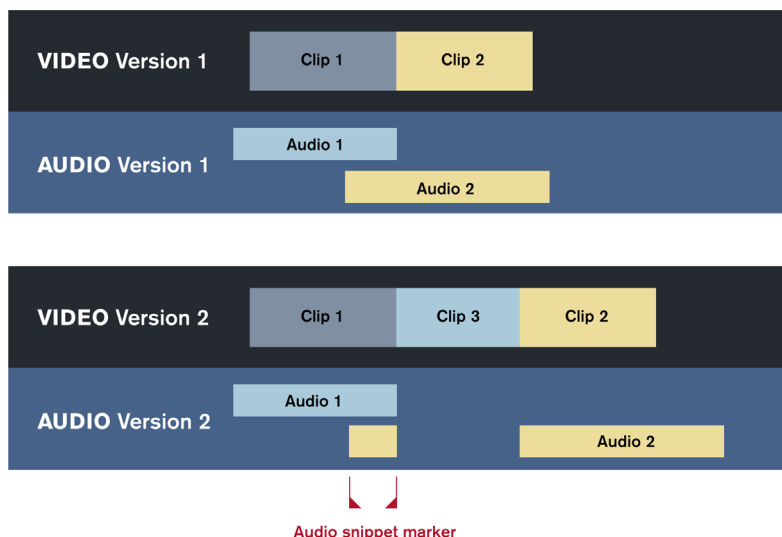 VIDEO Version 1
Clip 1
Clip 2
AUDIO Version 1
Audio 1
Audio 2
VIDEO Version 2
Clip 1
Clip 3
Clip 2
AUDIO Version 2
Audio 1
Audio 2
Audio snippet marker